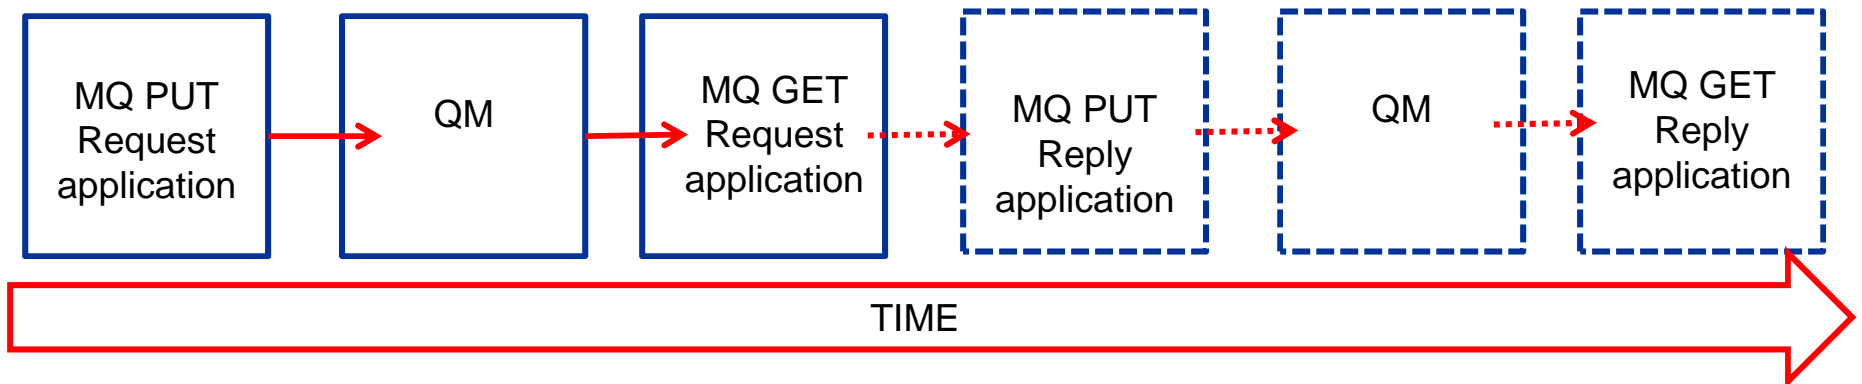 MQ PUT
Request
application
QM
MQ GET
Request
application
MQ PUT
Reply
application
QM
MQ GET
Reply
application
TIME